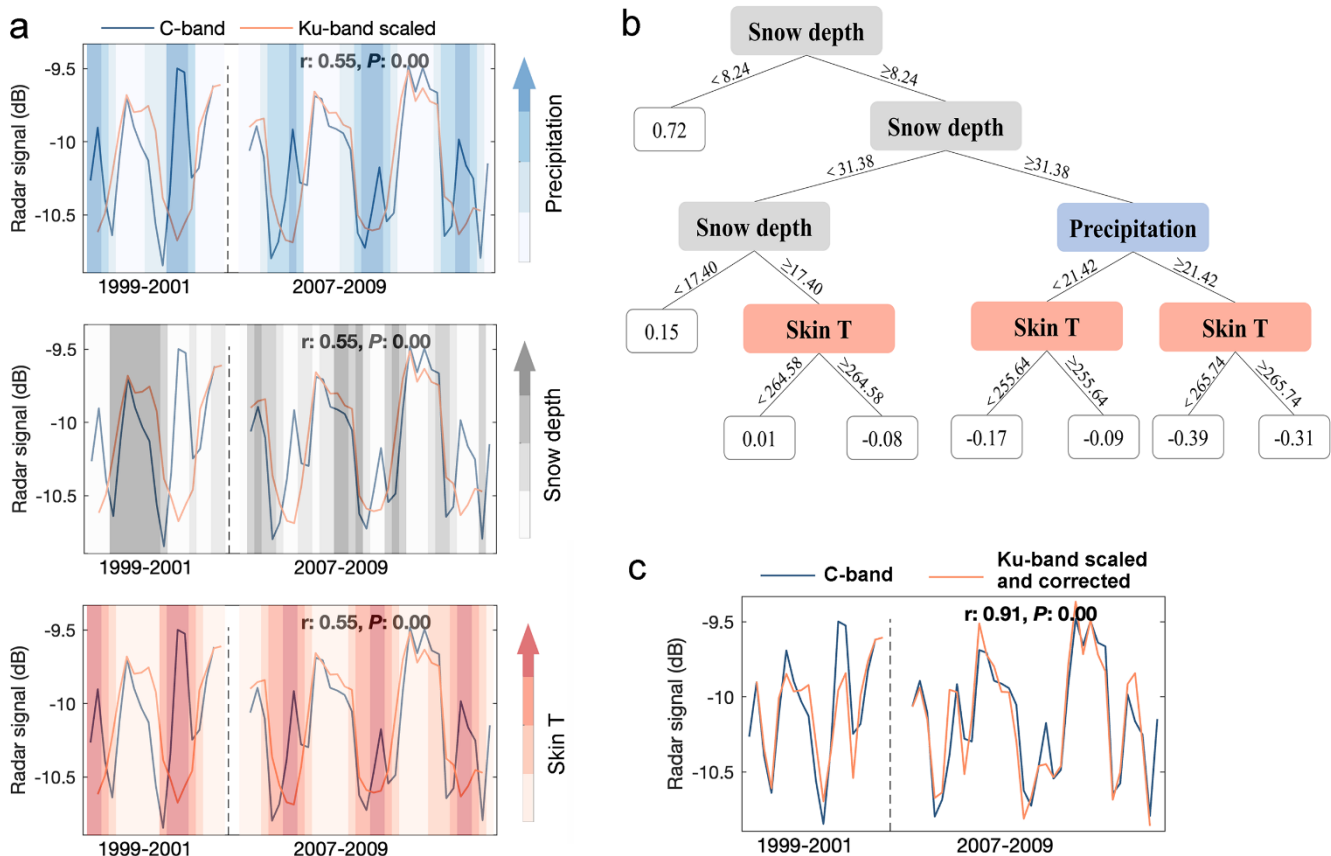 a
C-band
Ku-band scaled
r: 0.55, P: 0.00
-9.5
-10
-10.5
Radar signal (dB)
Precipitation
1999-2001
2007-2009
r: 0.55, P: 0.00
-9.5
-10
-10.5
Radar signal (dB)
Snow depth
1999-2001
2007-2009
r: 0.55, P: 0.00
-9.5
-10
-10.5
Radar signal (dB)
Skin T
1999-2001
2007-2009
b
Snow depth
< 8.24
≥8.24
0.72
Snow depth
< 31.38
≥31.38
Snow depth
Precipitation
< 17.40
≥17.40
< 21.42
≥21.42
0.15
Skin T
Skin T
Skin T
< 264.58
≥264.58
< 255.64
≥255.64
< 265.74
≥265.74
0.01
-0.08
-0.17
-0.09
-0.39
-0.31
c
C-band
Ku-band scaled
and corrected
r: 0.91, P: 0.00
-9.5
-10
-10.5
Radar signal (dB)
1999-2001
2007-2009